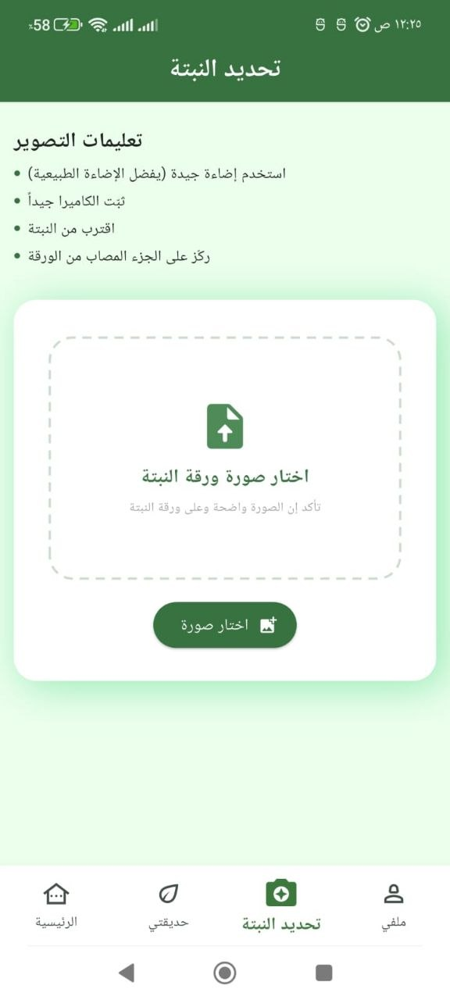 ١٢:٢٥ ص
58٪
تحديد النبتة
تعليمات التصوير
• استخدم إضاءة جيدة (يفضل الإضاءة الطبيعية)
• ثبّت الكاميرا جيداً
• اقترب من النبتة
• ركّز على الجزء المصاب من الورقة
اختار صورة ورقة النبتة
تأكد إن الصورة واضحة وعلى ورقة النبتة
اختار صورة
ملفي
تحديد النبتة
حديقتي
الرئيسية